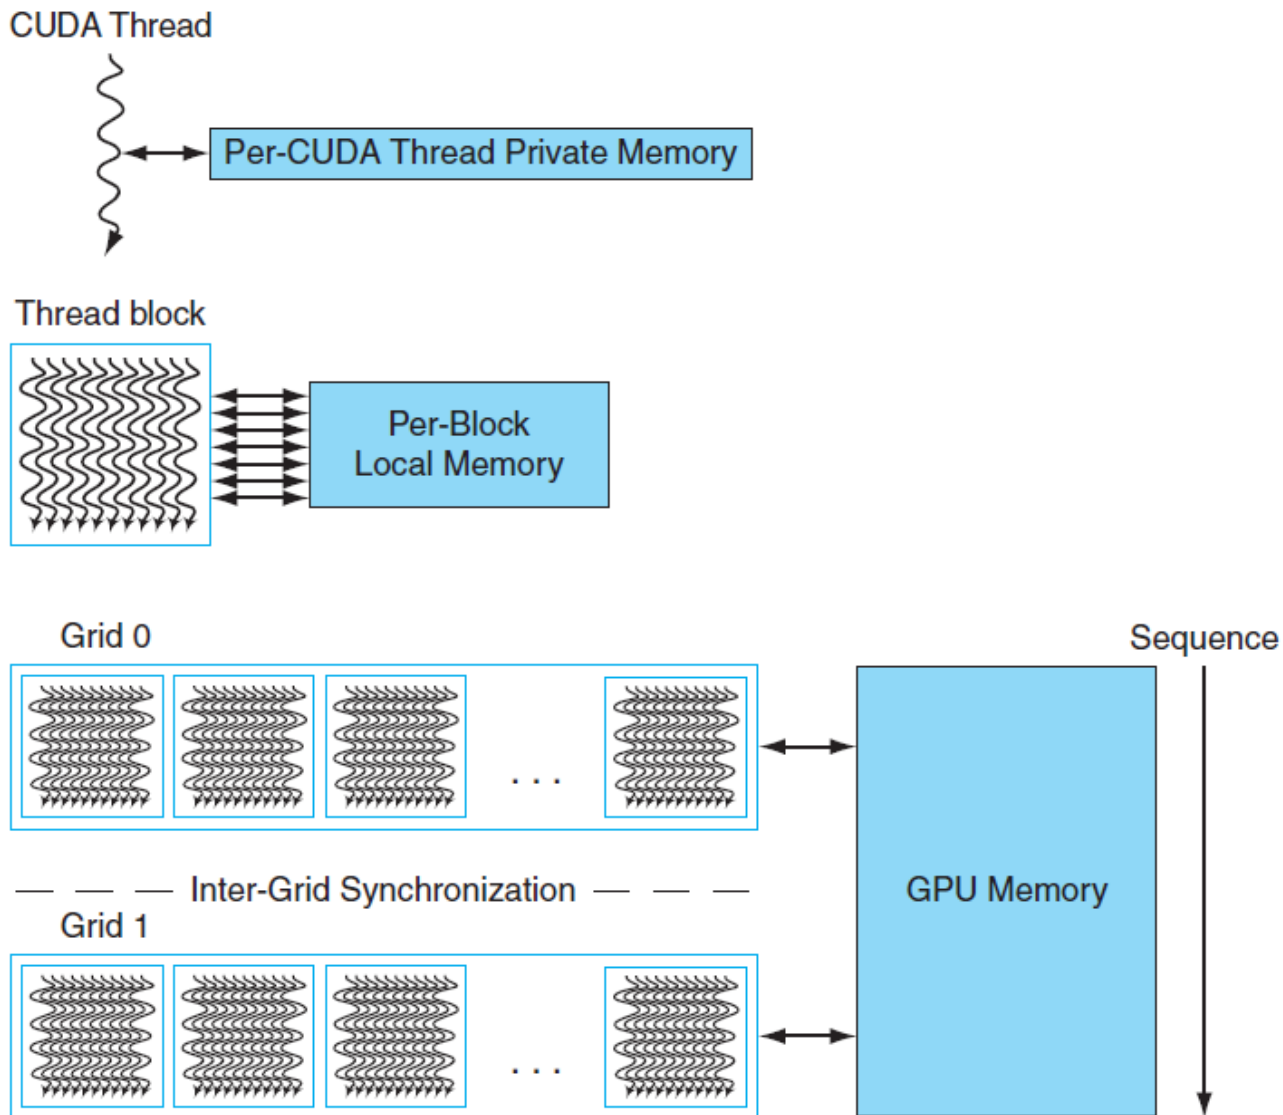 CUDA Thread
Per-CUDA Thread Private Memory
Thread block
Per-Block
Local Memory
Grid 0
Sequence
. . .
Inter-Grid Synchronization
GPU Memory
Grid 1
. . .